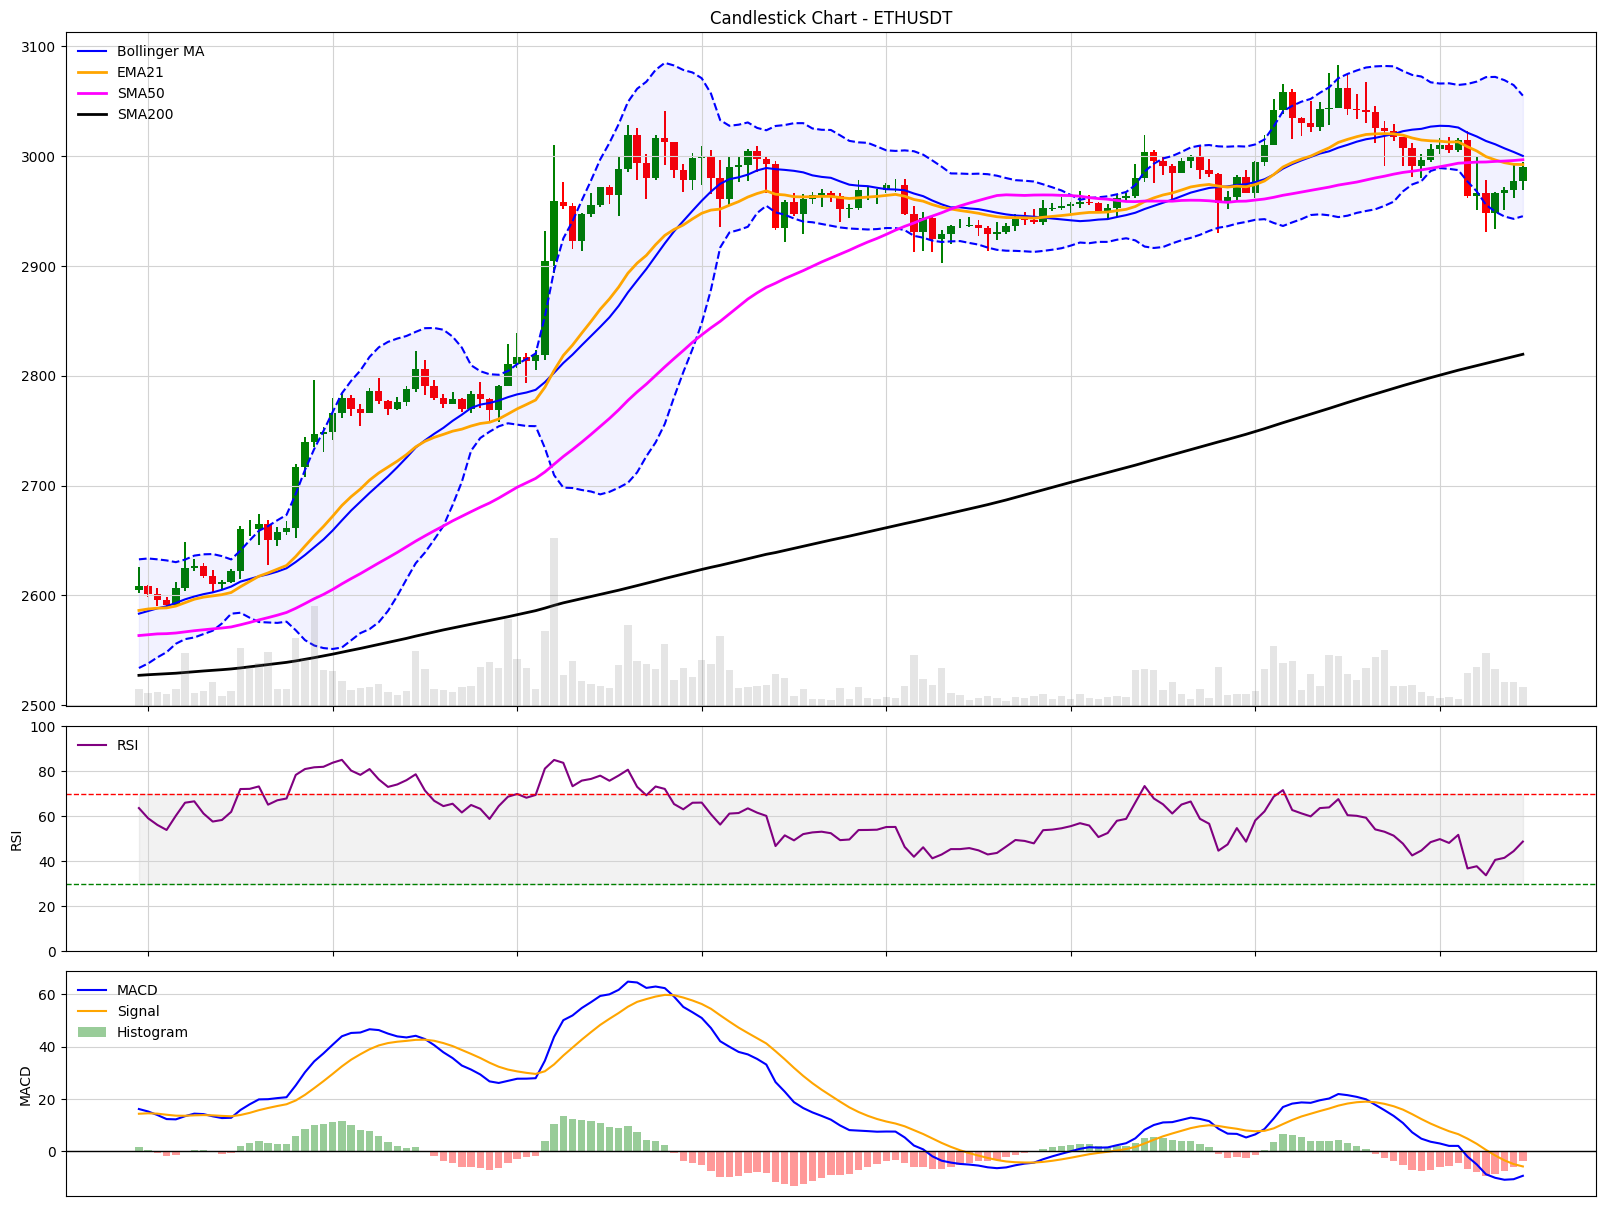 Candlestick Chart - ETHUSDT
Bollinger MA
EMA21
SMA50
SMA200
3100
3000
2900
2800
2700
2600
2500
RSI
RSI
100
80
60
40
20
0
MACD
Signal
Histogram
MACD
60
40
20
0